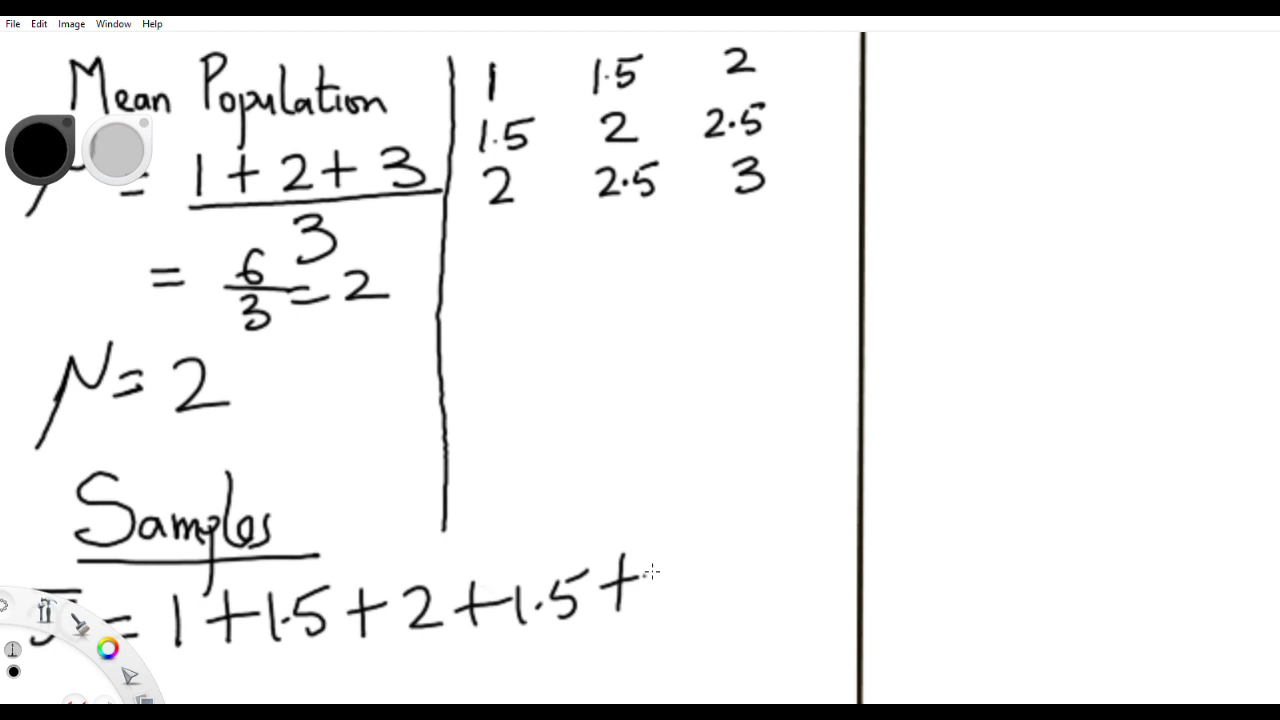 File Edit Image Window Help
Mean Population
μ = 1 + 2 + 3
3
= 6
3
= 2
μ = 2
1 1.5 2
1.5 2 2.5
2 2.5 3
Samples
= 1 + 1.5 + 2 + 1.5 +